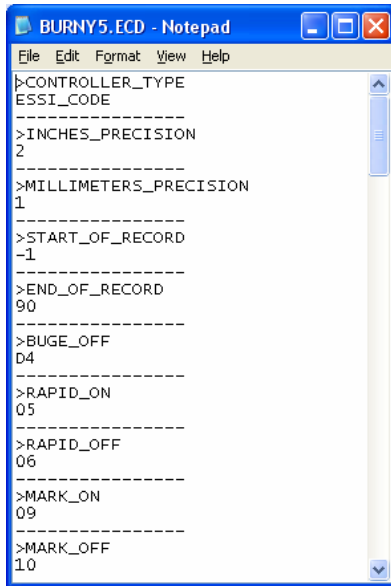 BURNY5.ECD - Notepad
File Edit Format View Help
>CONTROLLER_TYPE
ESSI_CODE
----------------
>INCHES_PRECISION
2
----------------
>MILLIMETERS_PRECISION
1
----------------
>START_OF_RECORD
-1
----------------
>END_OF_RECORD
90
----------------
>BUGE_OFF
D4
----------------
>RAPID_ON
05
----------------
>RAPID_OFF
06
----------------
>MARK_ON
09
----------------
>MARK_OFF
10